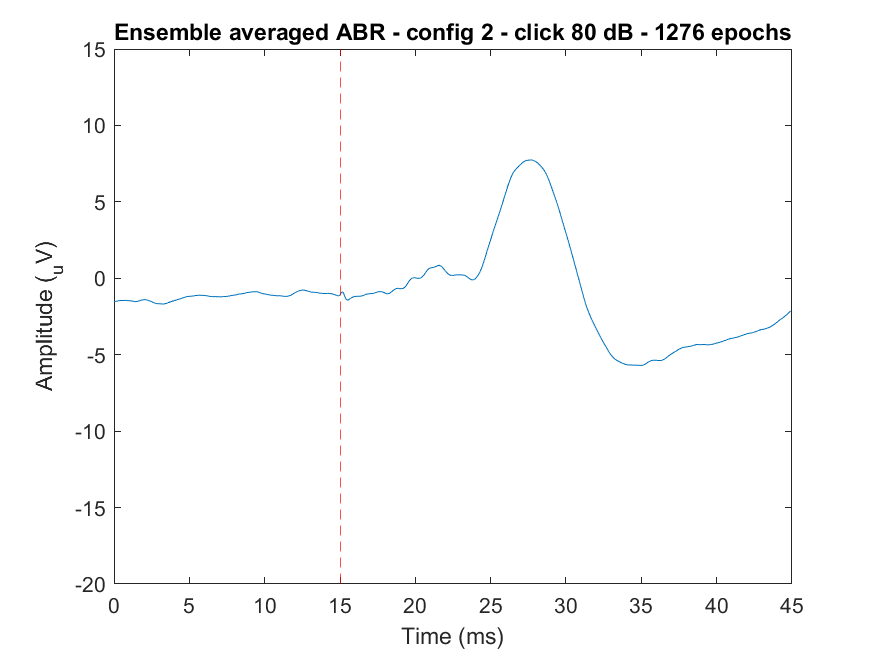 Ensemble averaged ABR - config 2 - click 80 dB - 1276 epochs
15
10
5
0
-5
-10
-15
-20
Amplitude (uV)
0 5 10 15 20 25 30 35 40 45
Time (ms)